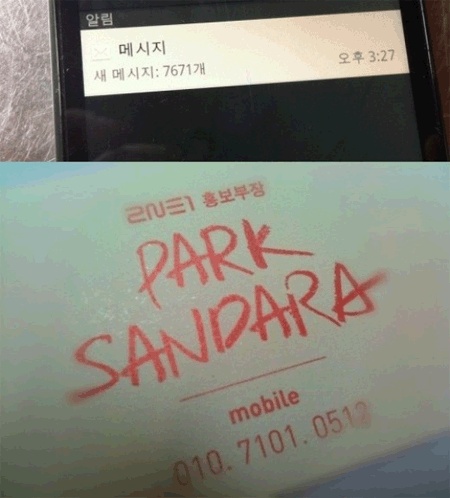 알림
메시지
새 메시지: 7671개
오후 3:27
2NE1 홍보부장
PARK
SANDARA
mobile
010. 7101. 0512